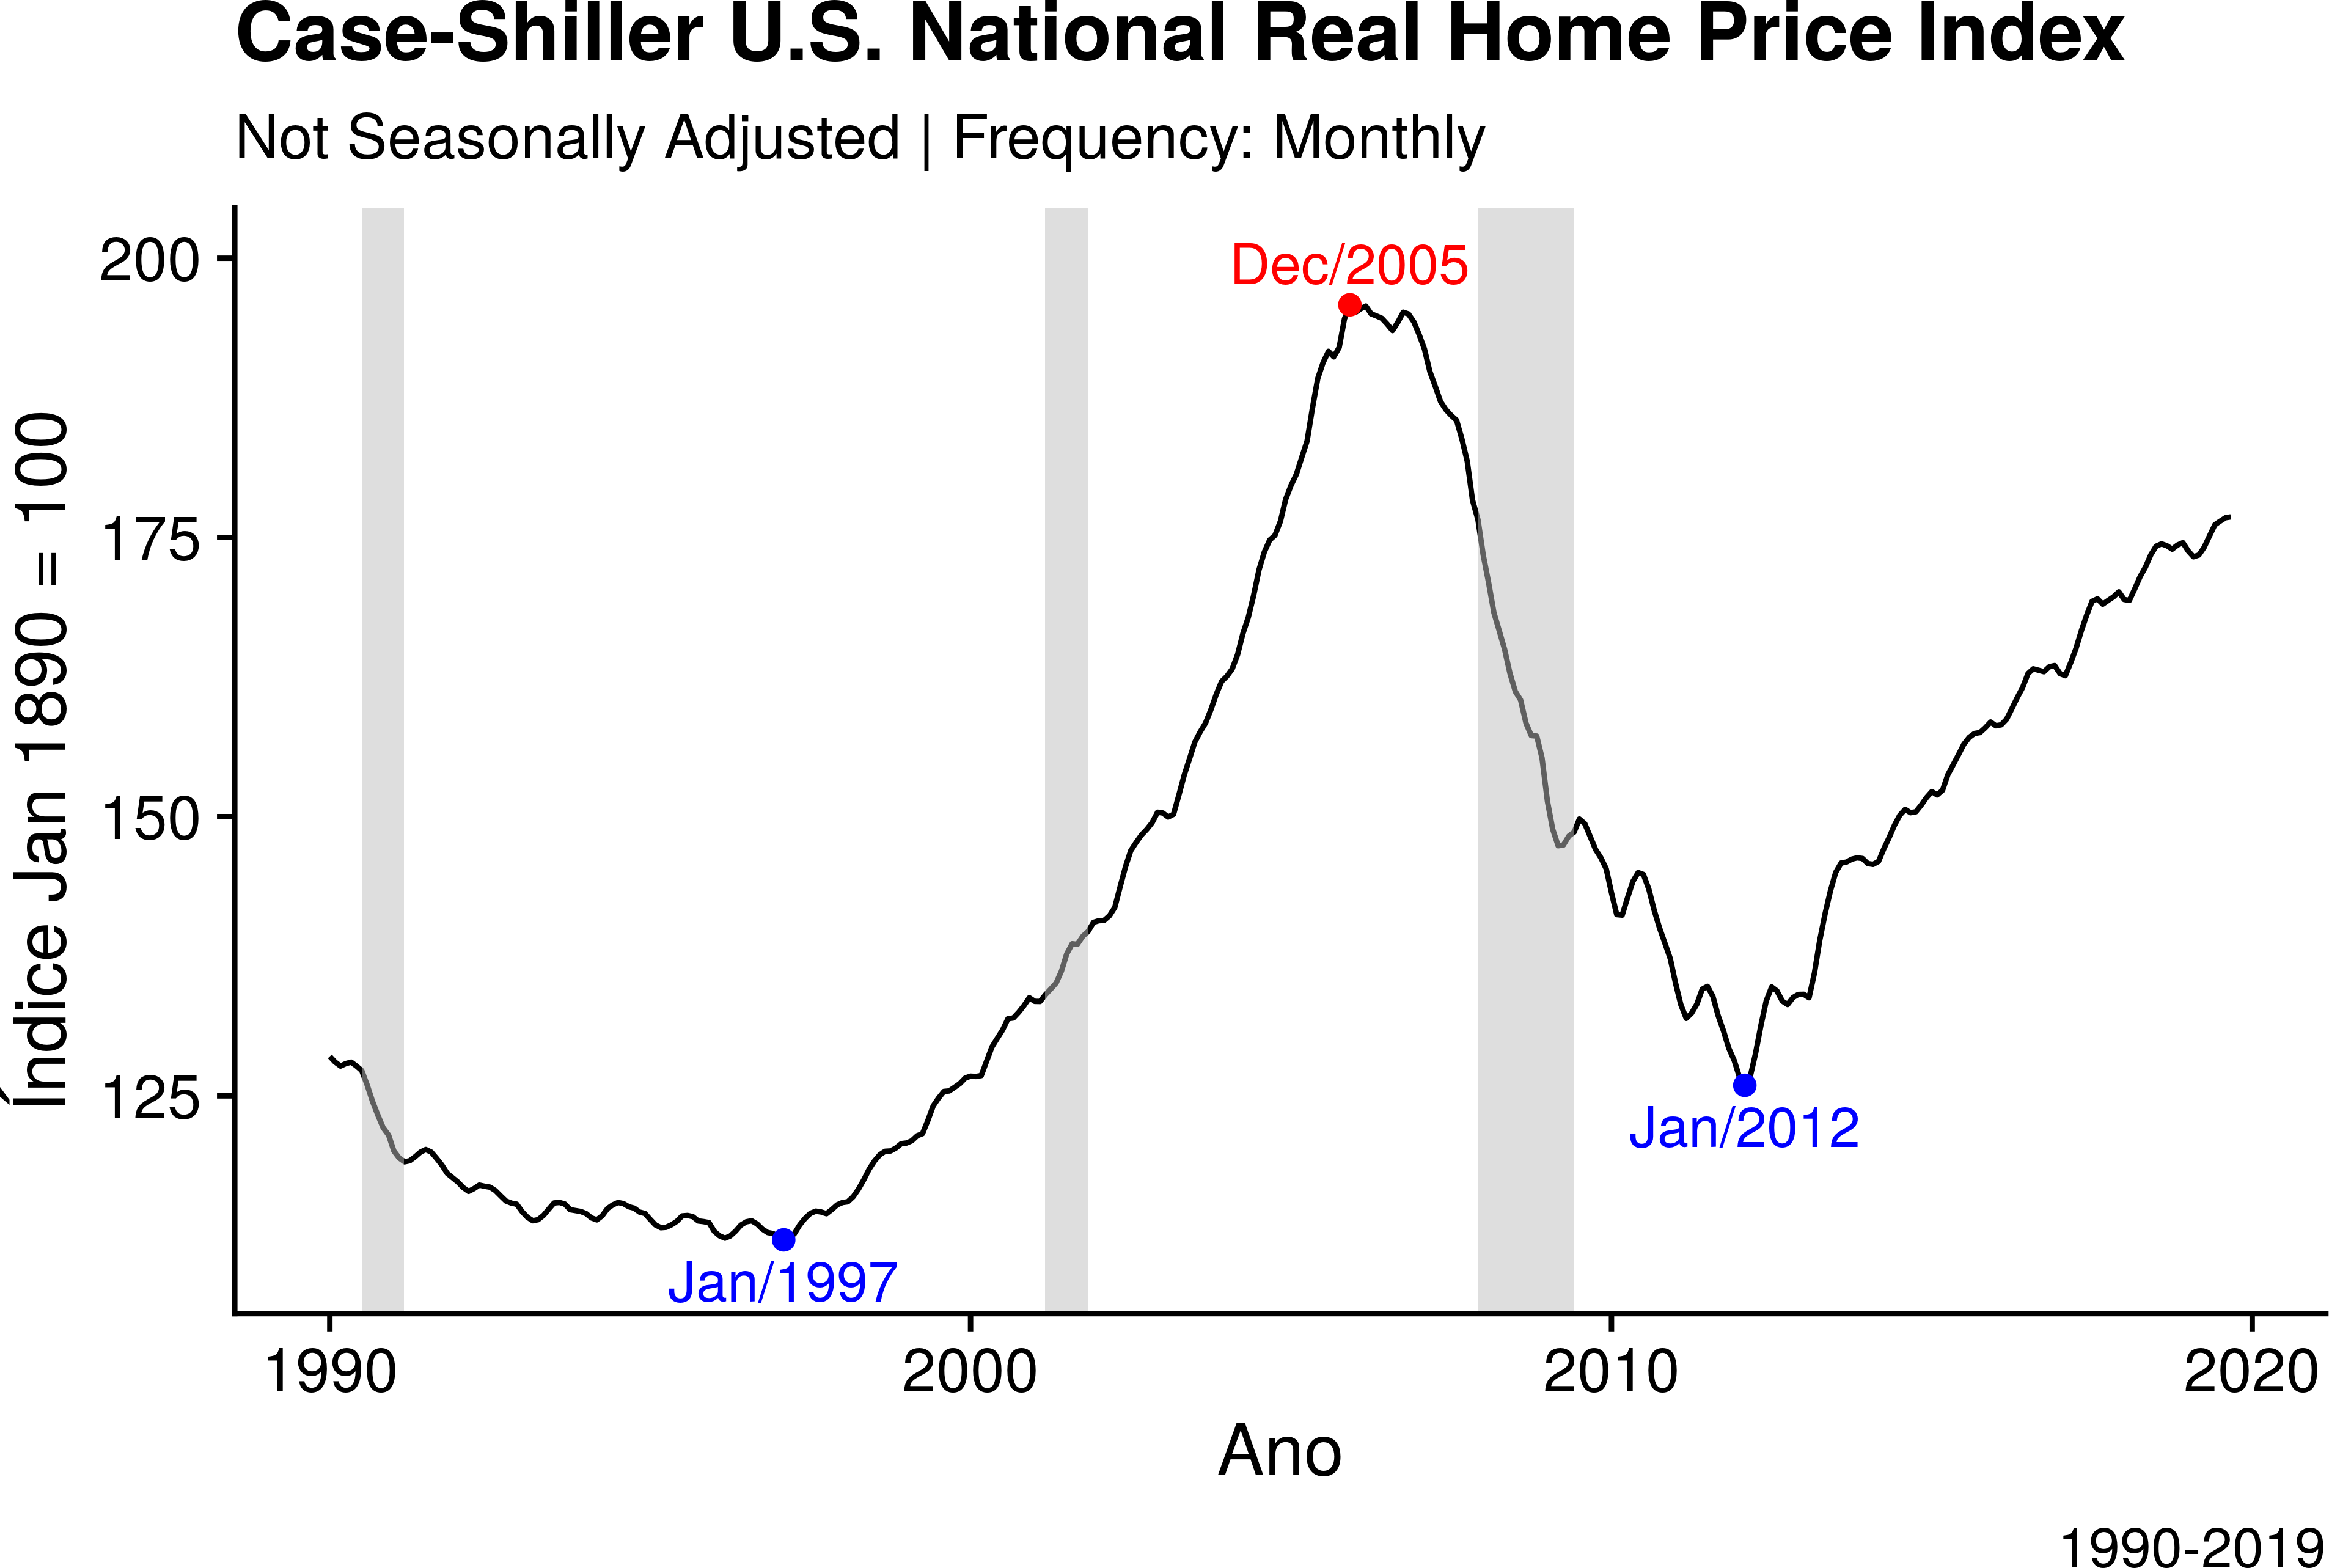 Case-Shiller U.S. National Real Home Price Index
Not Seasonally Adjusted | Frequency: Monthly
Índice Jan 1890 = 100
200
175
150
125
Dec/2005
Jan/2012
Jan/1997
1990
2000
2010
2020
Ano
1990-2019